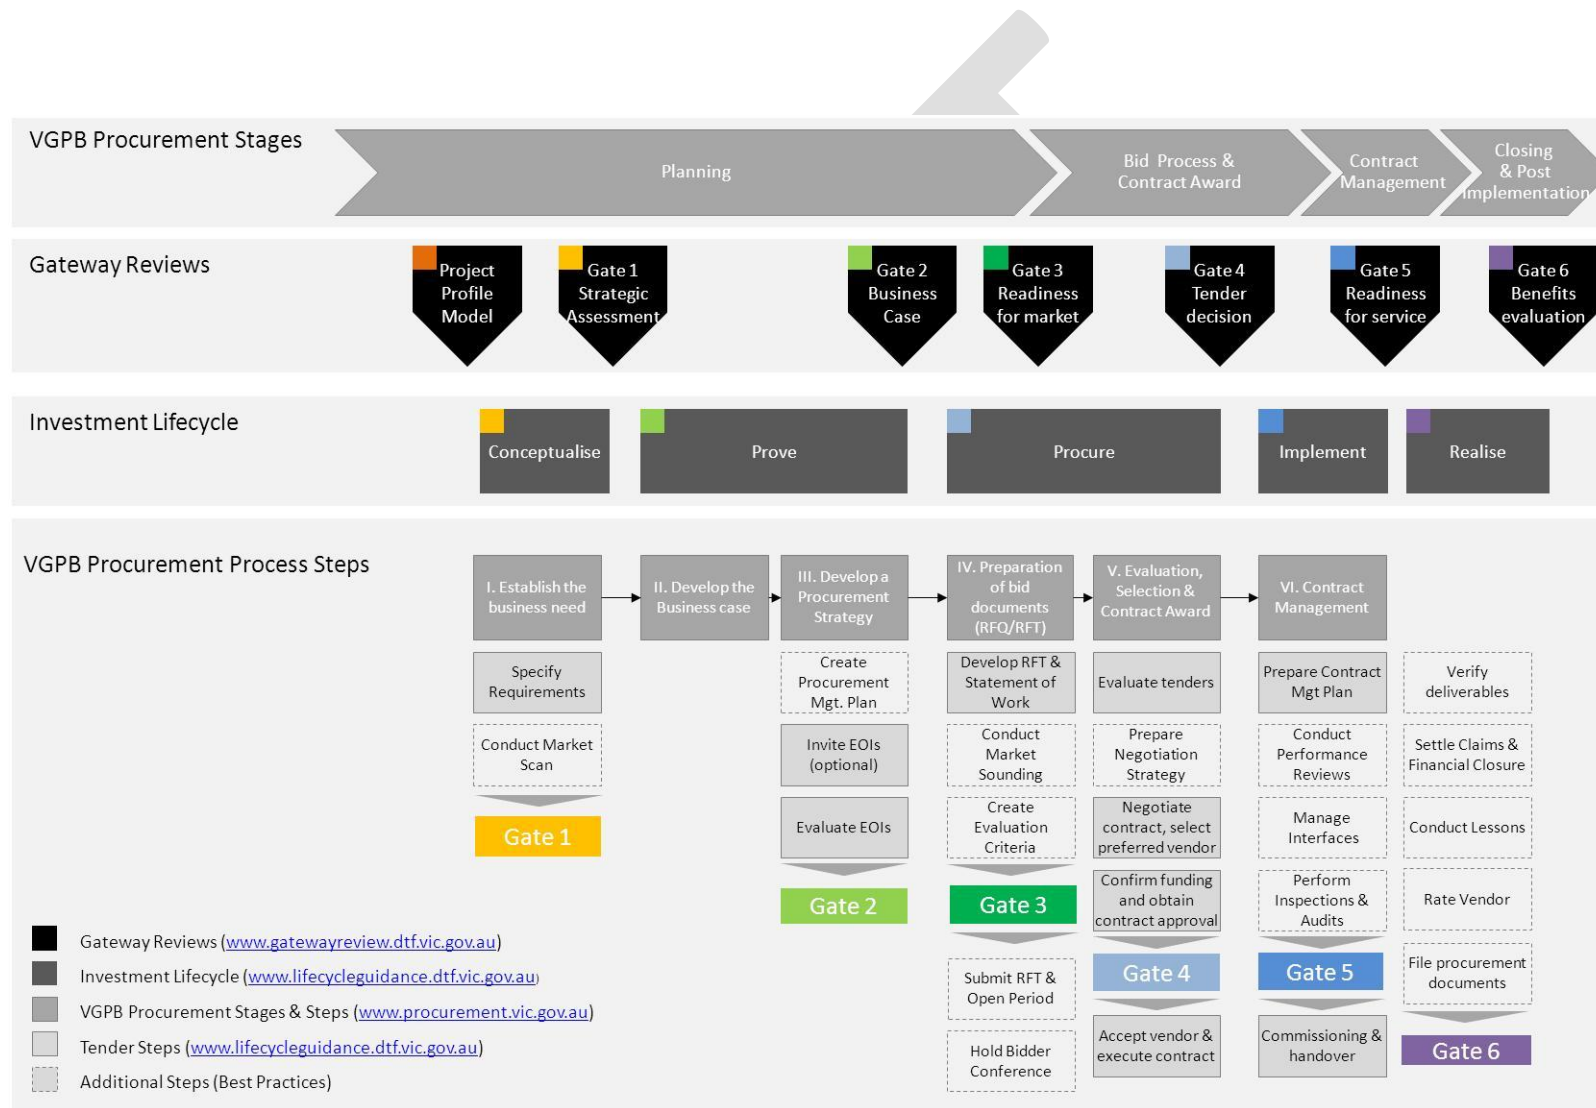 VGPB Procurement Stages
Planning
Bid Process &
Contract Award
Contract
Management
Closing
& Post
Implementation
Gateway Reviews
Project
Profile
Model
Gate 1
Strategic
Assessment
Gate 2
Business
Case
Gate 3
Readiness
for market
Gate 4
Tender
decision
Gate 5
Readiness
for service
Gate 6
Benefits
evaluation
Investment Lifecycle
Conceptualise
Prove
Procure
Implement
Realise
VGPB Procurement Process Steps
I. Establish the
business need
II. Develop the
Business case
III. Develop a
Procurement
Strategy
IV. Preparation
of bid
documents
(RFQ/RFT)
V. Evaluation,
Selection &
Contract Award
VI. Contract
Management
Specify
Requirements
Conduct Market
Scan
Gate 1
Create
Procurement
Mgt. Plan
Invite EOIs
(optional)
Evaluate EOIs
Gate 2
Develop RFT &
Statement of
Work
Conduct
Market
Sounding
Create
Evaluation
Criteria
Gate 3
Submit RFT &
Open Period
Hold Bidder
Conference
Evaluate tenders
Prepare
Negotiation
Strategy
Negotiate
contract, select
preferred vendor
Confirm funding
and obtain
contract approval
Gate 4
Accept vendor &
execute contract
Prepare Contract
Mgt Plan
Conduct
Performance
Reviews
Manage
Interfaces
Perform
Inspections &
Audits
Gate 5
Commissioning &
handover
Verify
deliverables
Settle Claims &
Financial Closure
Conduct Lessons
Rate Vendor
File procurement
documents
Gate 6
Gateway Reviews (www.gatewayreview.dtf.vic.gov.au)
Investment Lifecycle (www.lifecycleguidance.dtf.vic.gov.au)
VGPB Procurement Stages & Steps (www.procurement.vic.gov.au)
Tender Steps (www.lifecycleguidance.dtf.vic.gov.au)
Additional Steps (Best Practices)